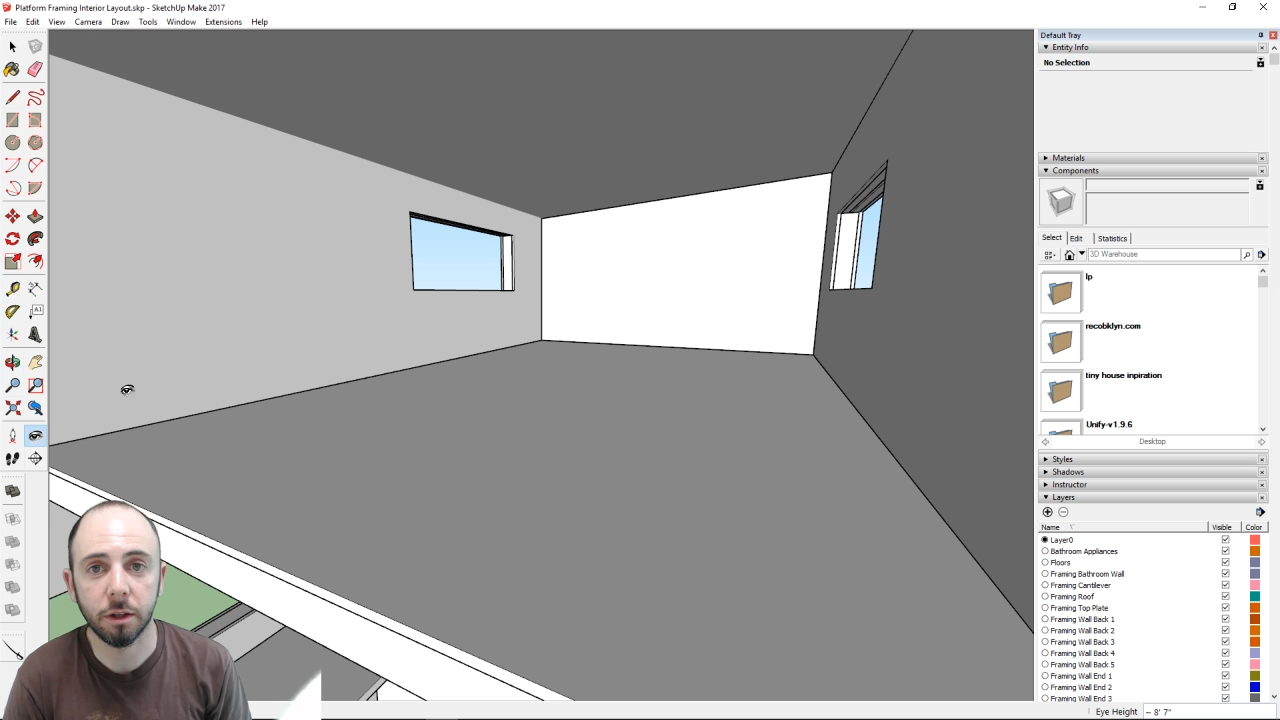 Platform Framing Interior Layout.skp - SketchUp Make 2017
File Edit View Camera Draw Tools Window Extensions Help
Default Tray
Entity Info
No Selection
Materials
Components
Select Edit Statistics
3D Warehouse
lp
recobklyn.com
tiny house inpiration
Unify-v1.9.6
Desktop
Styles
Shadows
Instructor
Layers
Name Visible Color
Layer0
Bathroom Appliances
Floors
Framing Bathroom Wall
Framing Cantilever
Framing Roof
Framing Top Plate
Framing Wall Back 1
Framing Wall Back 2
Framing Wall Back 3
Framing Wall Back 4
Framing Wall Back 5
Framing Wall End 1
Framing Wall End 2
Framing Wall End 3
Eye Height ~ 8' 7"